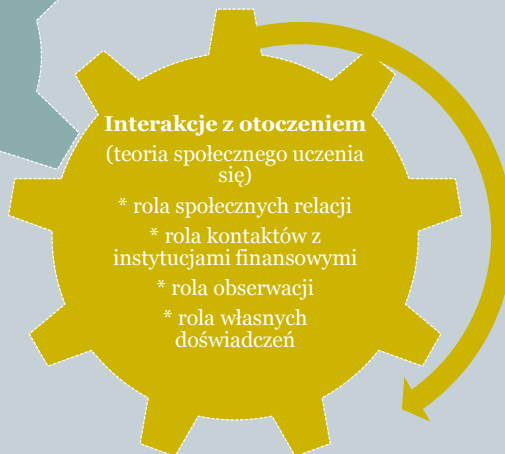 Interakcje z otoczeniem
(teoria społecznego uczenia
się)
* rola społecznych relacji
* rola kontaktów z
instytucjami finansowymi
* rola obserwacji
* rola własnych
doświadczeń